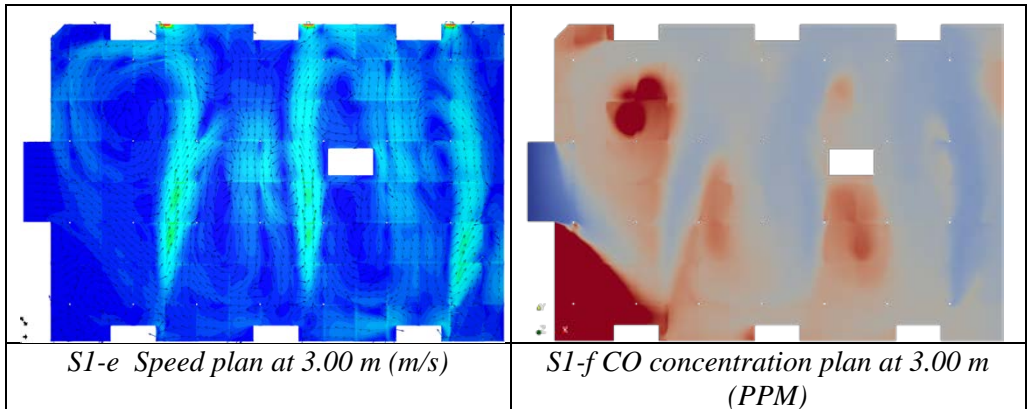 S1-e Speed plan at 3.00 m (m/s)
S1-f CO concentration plan at 3.00 m
(PPM)